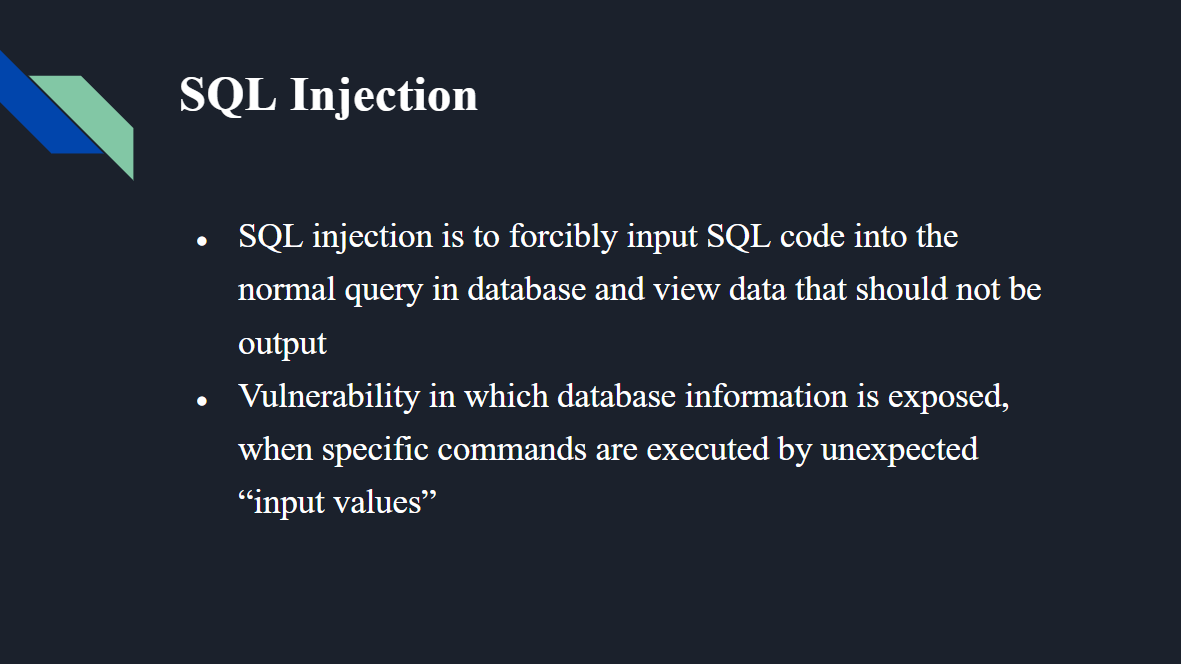 SQL Injection
● SQL injection is to forcibly input SQL code into the
normal query in database and view data that should not be
output
● Vulnerability in which database information is exposed,
when specific commands are executed by unexpected
“input values”